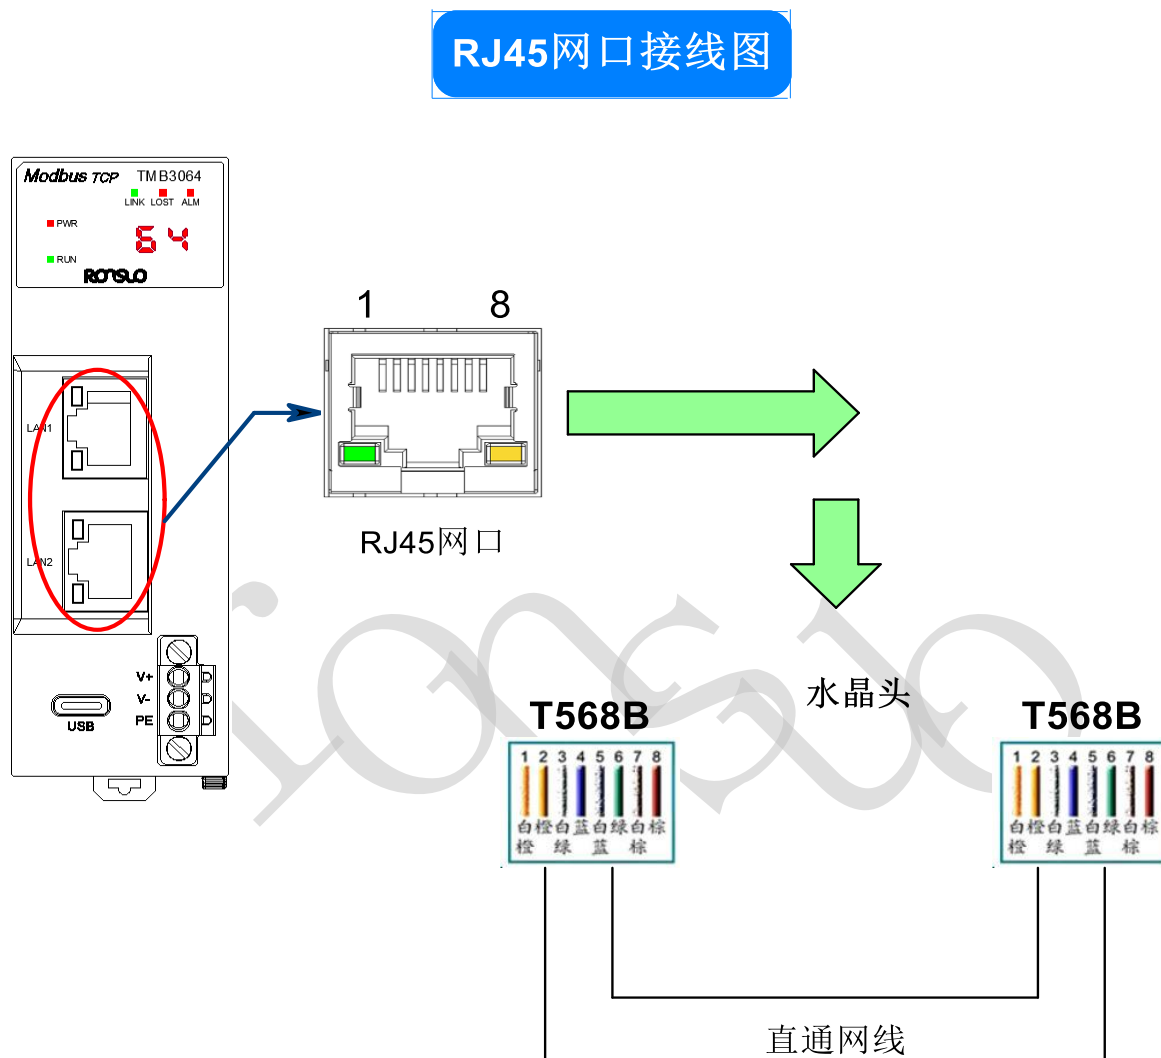 RJ45网口接线图
Modbus TCP TMB3064
LINK LOST ALM
PWR
64
RUN
RONSLO
1 8
LAN1
LAN2
RJ45网口
V+
V-
PE
USB
ronslo
水晶头
T568B T568B
1 2 3 4 5 6 7 8 1 2 3 4 5 6 7 8
白橙白蓝白绿白棕 白橙白蓝白绿白棕
橙 绿 蓝 棕 橙 绿 蓝 棕
直通网线